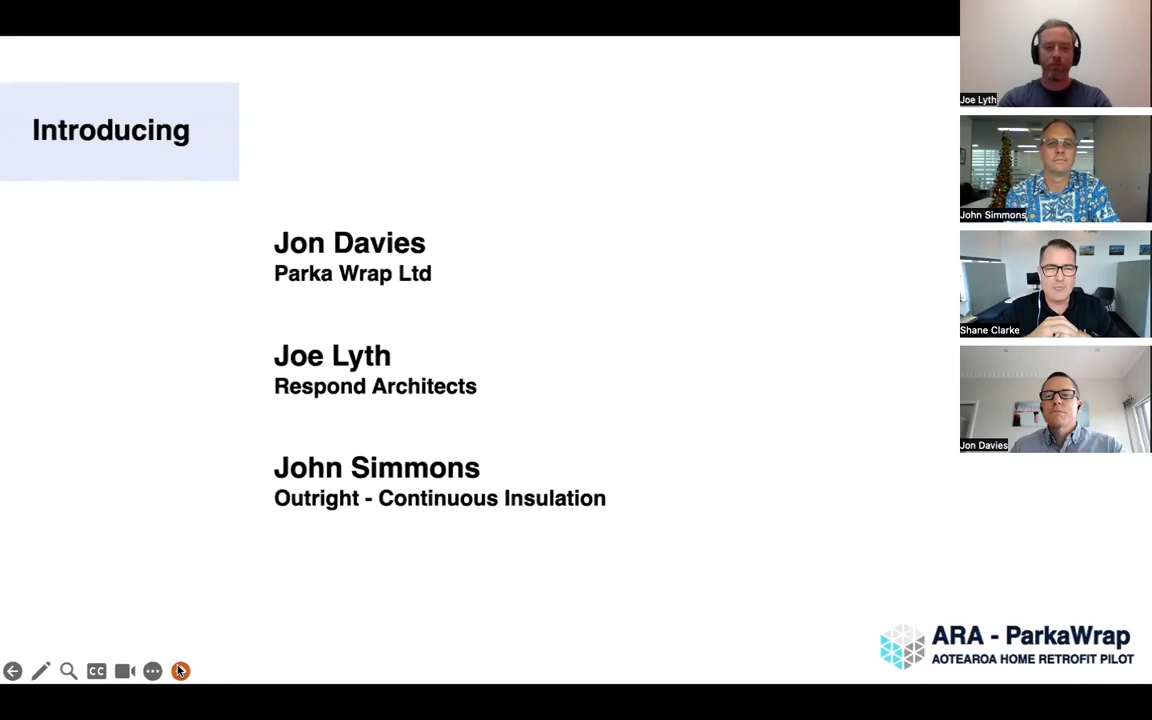 Introducing
Jon Davies
Parka Wrap Ltd
Joe Lyth
Respond Architects
John Simmons
Outright - Continuous Insulation
ARA - ParkaWrap
AOTEAROA HOME RETROFIT PILOT
CC
Joe Lyth
John Simmons
Shane Clarke
Jon Davies